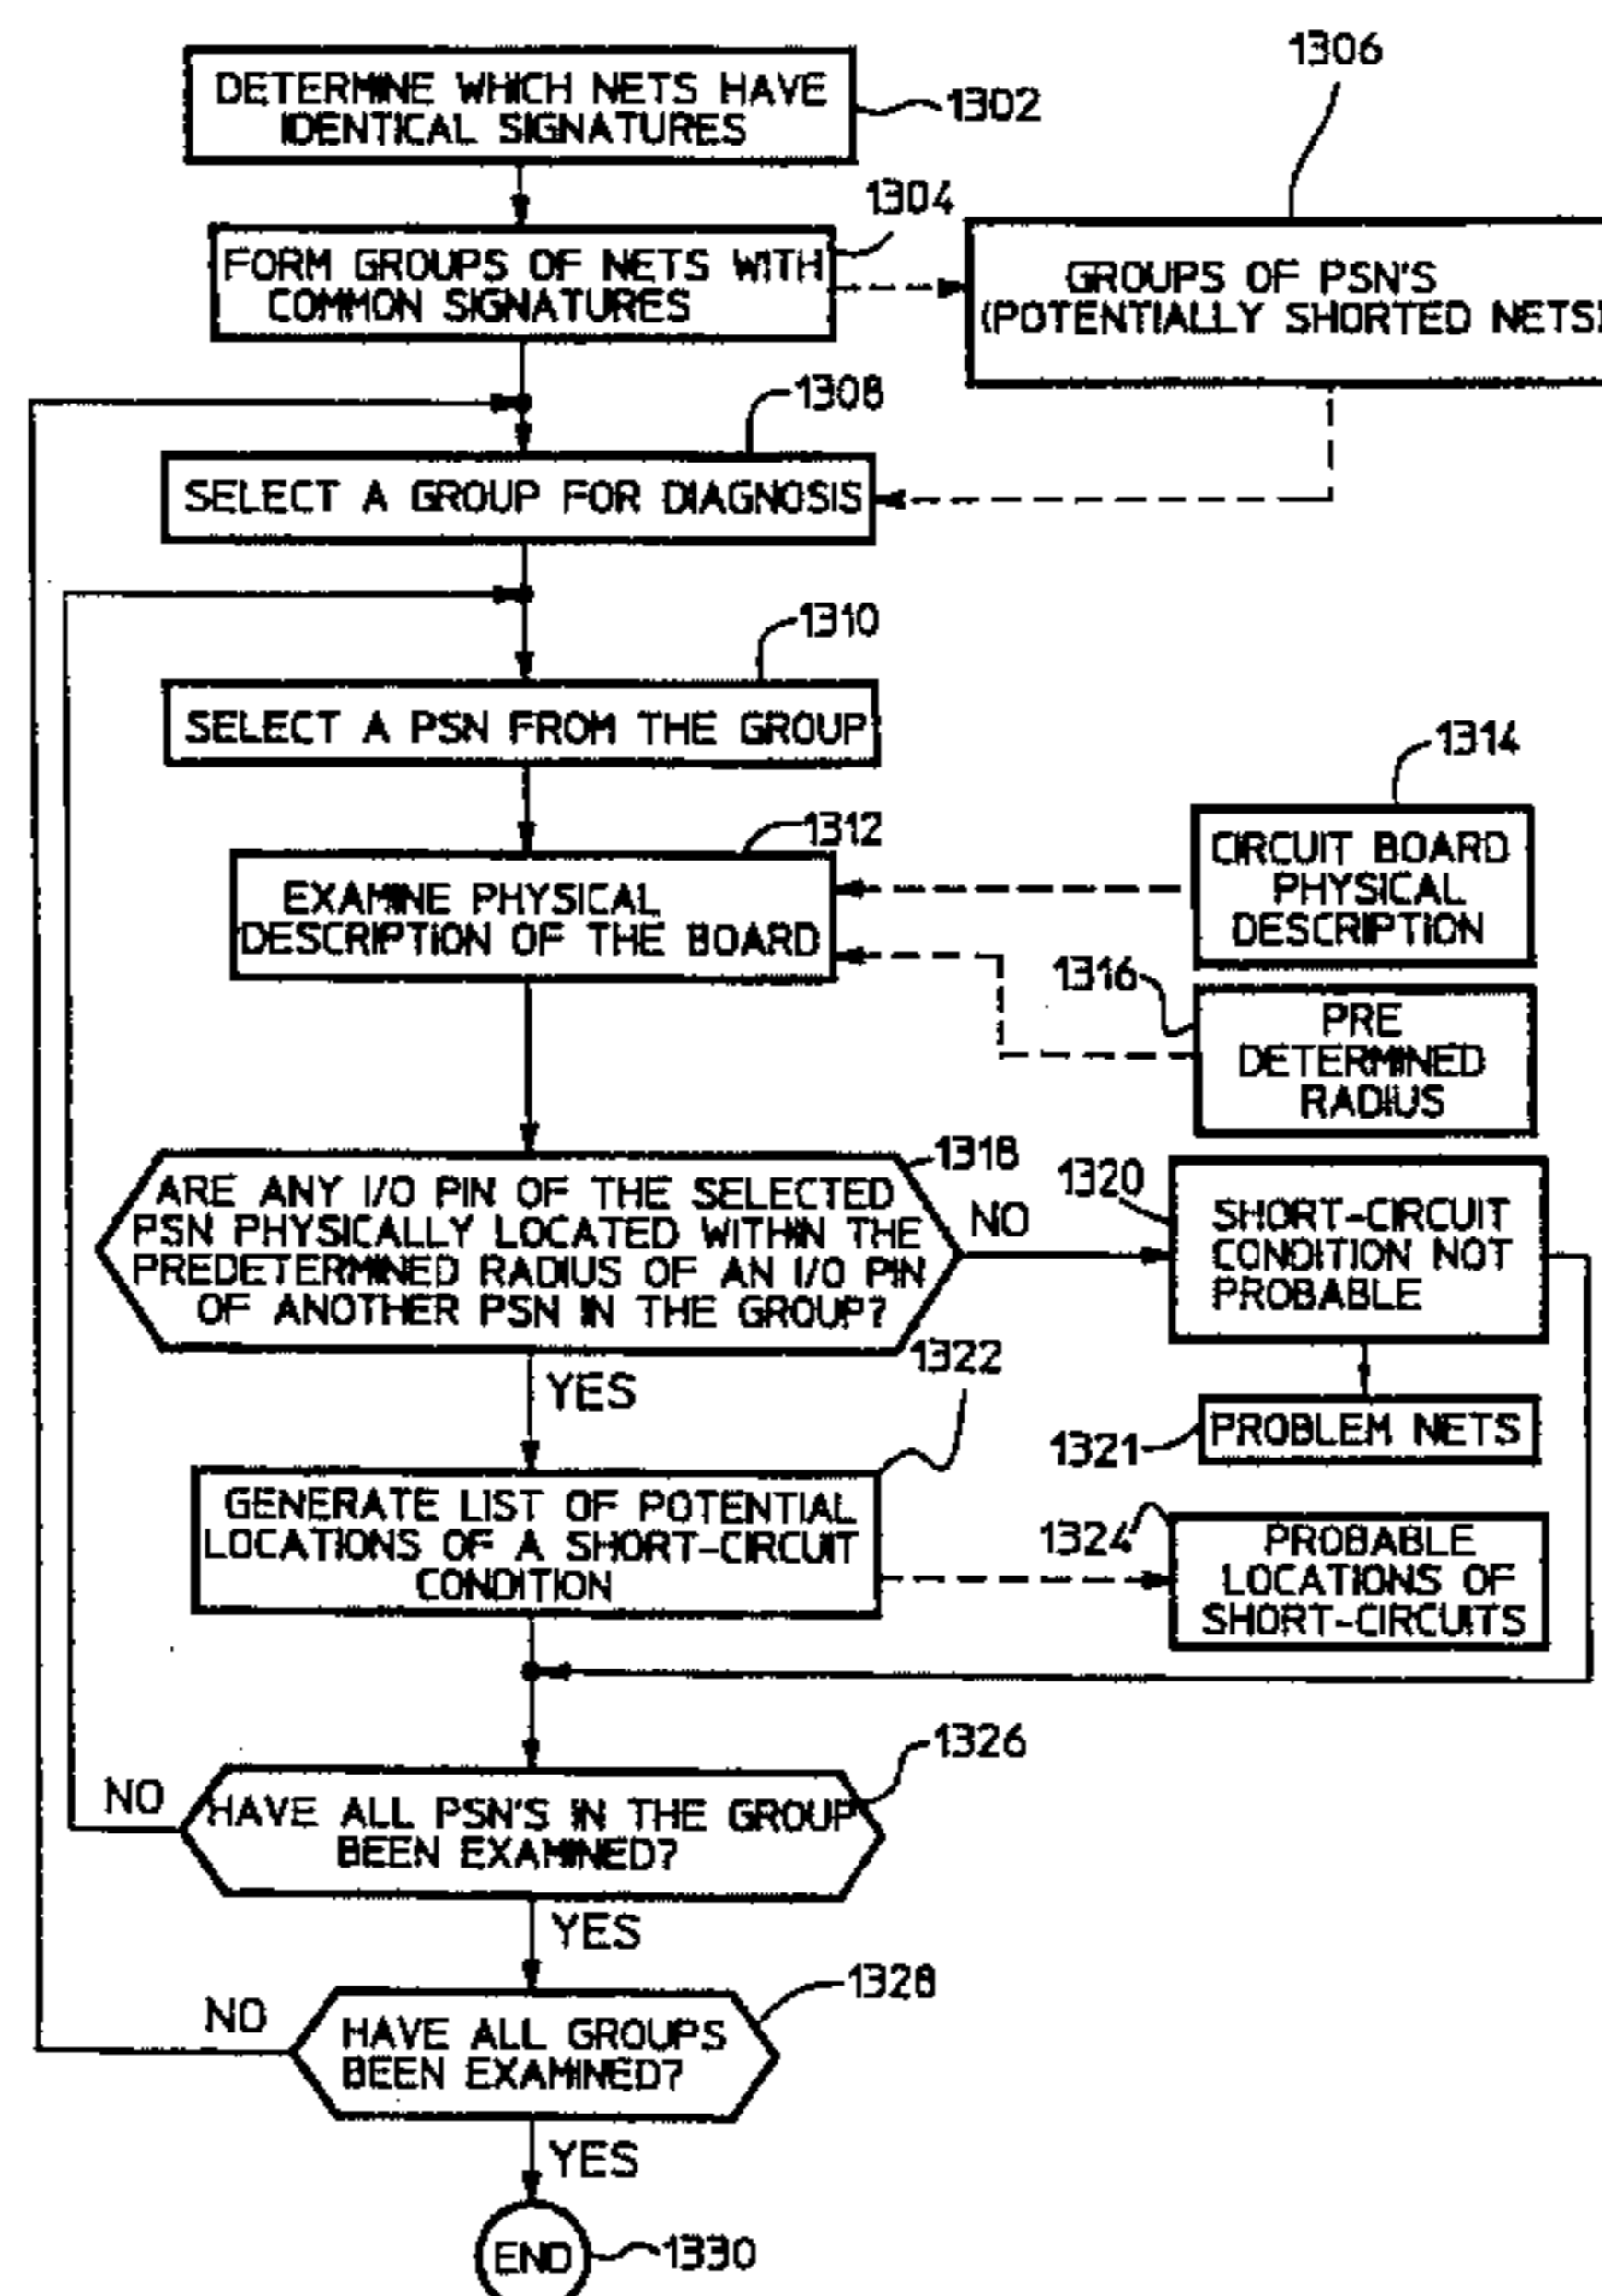 DETERMINE WHICH NETS HAVE
IDENTICAL SIGNATURES
1302
1306
1304
FORM GROUPS OF NETS WITH
COMMON SIGNATURES
GROUPS OF PSN'S
(POTENTIALLY SHORTED NETS)
1308
SELECT A GROUP FOR DIAGNOSIS
1310
SELECT A PSN FROM THE GROUP
1312
EXAMINE PHYSICAL
DESCRIPTION OF THE BOARD
1314
CIRCUIT BOARD
PHYSICAL
DESCRIPTION
1316
PRE
DETERMINED
RADIUS
1318
ARE ANY I/O PIN OF THE SELECTED
PSN PHYSICALLY LOCATED WITHIN THE
PREDETERMINED RADIUS OF AN I/O PIN
OF ANOTHER PSN IN THE GROUP?
NO
1320
SHORT-CIRCUIT
CONDITION NOT
PROBABLE
YES
1322
1321
PROBLEM NETS
GENERATE LIST OF POTENTIAL
LOCATIONS OF A SHORT-CIRCUIT
CONDITION
1324
PROBABLE
LOCATIONS OF
SHORT-CIRCUITS
1326
NO
HAVE ALL PSN'S IN THE GROUP
BEEN EXAMINED?
YES
1328
NO
HAVE ALL GROUPS
BEEN EXAMINED?
YES
END
1330